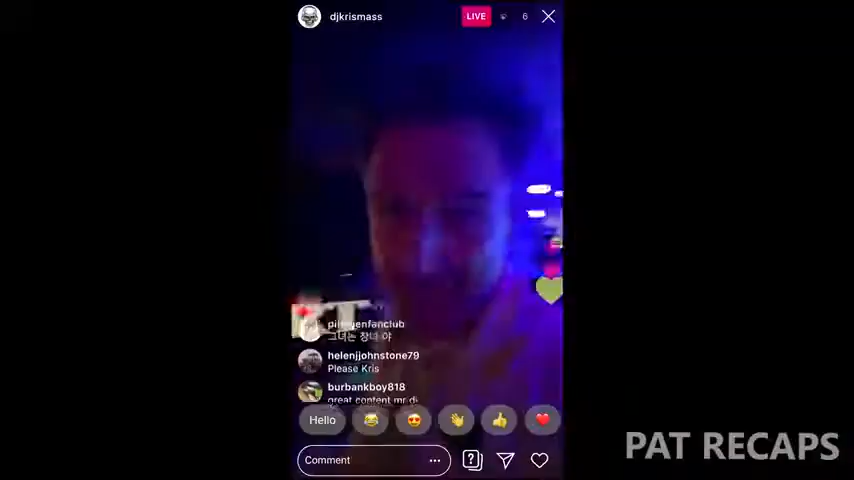 djkrismass
LIVE
6
그녀는 장녀 야
helenjjohnstone79
Please Kris
burbankboy818
great content mr dj
Hello
Comment
PAT RECAPS